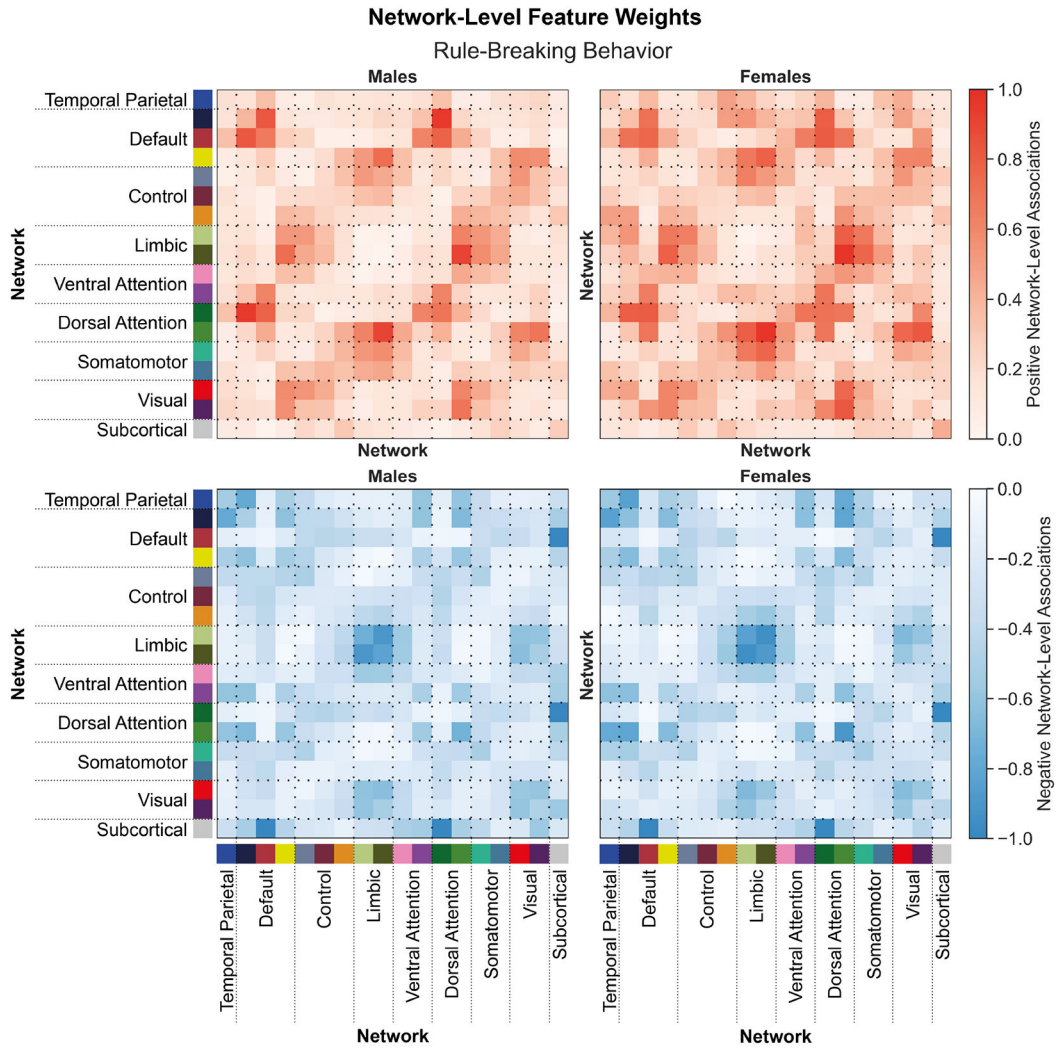 Network-Level Feature Weights
Rule-Breaking Behavior
Males
Females
Temporal Parietal
Default
Control
Limbic
Ventral Attention
Dorsal Attention
Somatomotor
Visual
Subcortical
Network
Network
Network
Network
1.0
0.8
0.6
0.4
0.2
0.0
Positive Network-Level Associations
Males
Females
Temporal Parietal
Default
Control
Limbic
Ventral Attention
Dorsal Attention
Somatomotor
Visual
Subcortical
Network
Network
0.0
−0.2
−0.4
−0.6
−0.8
−1.0
Negative Network-Level Associations
Temporal Parietal
Default
Control
Limbic
Ventral Attention
Dorsal Attention
Somatomotor
Visual
Subcortical
Temporal Parietal
Default
Control
Limbic
Ventral Attention
Dorsal Attention
Somatomotor
Visual
Subcortical
Network
Network